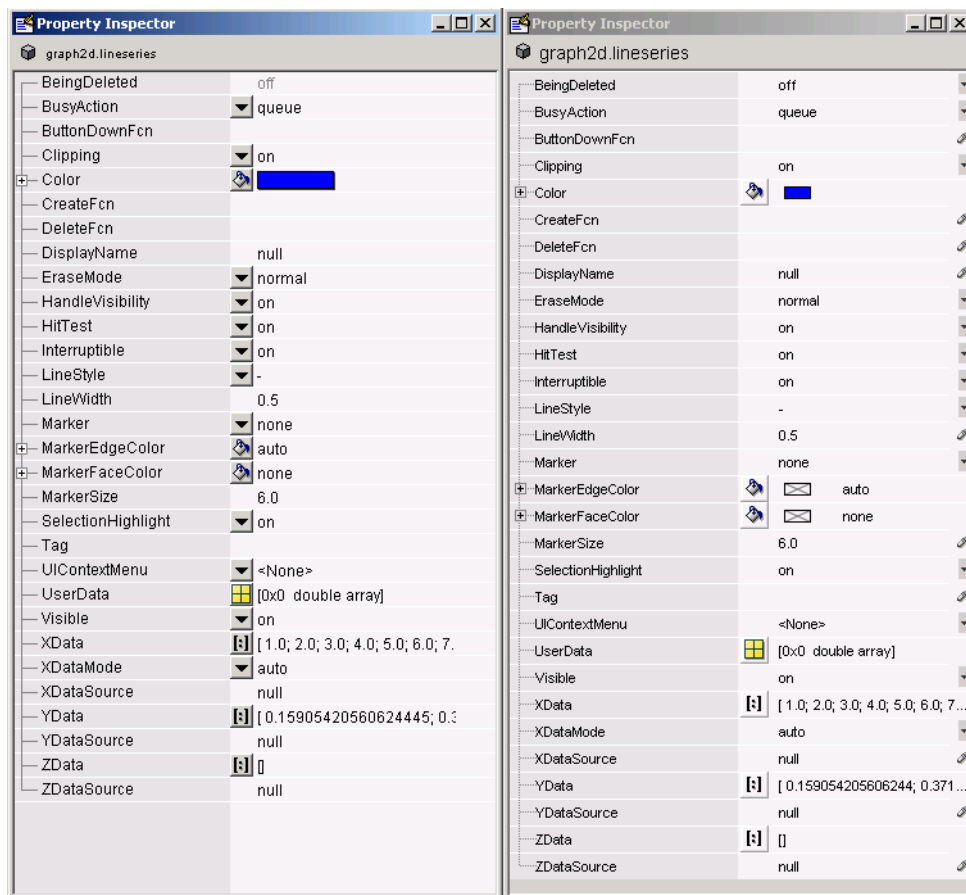 Property Inspector
graph2d.lineseries
BeingDeleted off
BusyAction queue
ButtonDownFcn
Clipping on
Color
CreateFcn
DeleteFcn
DisplayName null
EraseMode normal
HandleVisibility on
HitTest on
Interruptible on
LineStyle -
LineWidth 0.5
Marker none
MarkerEdgeColor auto
MarkerFaceColor none
MarkerSize 6.0
SelectionHighlight on
Tag
UIContextMenu <None>
UserData [0x0 double array]
Visible on
XData [:] [ 1.0; 2.0; 3.0; 4.0; 5.0; 6.0; 7.
XDataMode auto
XDataSource null
YData [:] [ 0.15905420560624445; 0.3
YDataSource null
ZData [:] []
ZDataSource null
Property Inspector
graph2d.lineseries
BeingDeleted off
BusyAction queue
ButtonDownFcn
Clipping on
Color
CreateFcn
DeleteFcn
DisplayName null
EraseMode normal
HandleVisibility on
HitTest on
Interruptible on
LineStyle -
LineWidth 0.5
Marker none
MarkerEdgeColor auto
MarkerFaceColor none
MarkerSize 6.0
SelectionHighlight on
Tag
UIContextMenu <None>
UserData [0x0 double array]
Visible on
XData [:] [ 1.0; 2.0; 3.0; 4.0; 5.0; 6.0; 7...
XDataMode auto
XDataSource null
YData [:] [ 0.159054205606244; 0.371...
YDataSource null
ZData [:] []
ZDataSource null